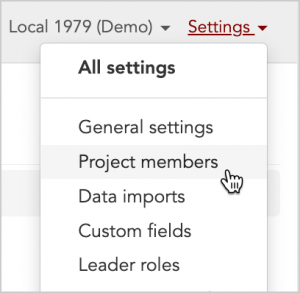 Local 1979 (Demo) Settings
All settings
General settings
Project members
Data imports
Custom fields
Leader roles